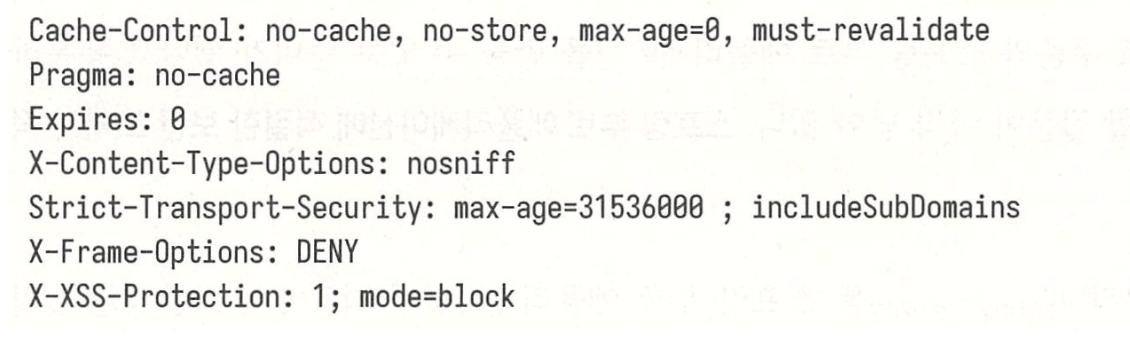 Cache-Control: no-cache, no-store, max-age=0, must-revalidate
Pragma: no-cache
Expires: 0
X-Content-Type-Options: nosniff
Strict-Transport-Security: max-age=31536000 ; includeSubDomains
X-Frame-Options: DENY
X-XSS-Protection: 1; mode=block